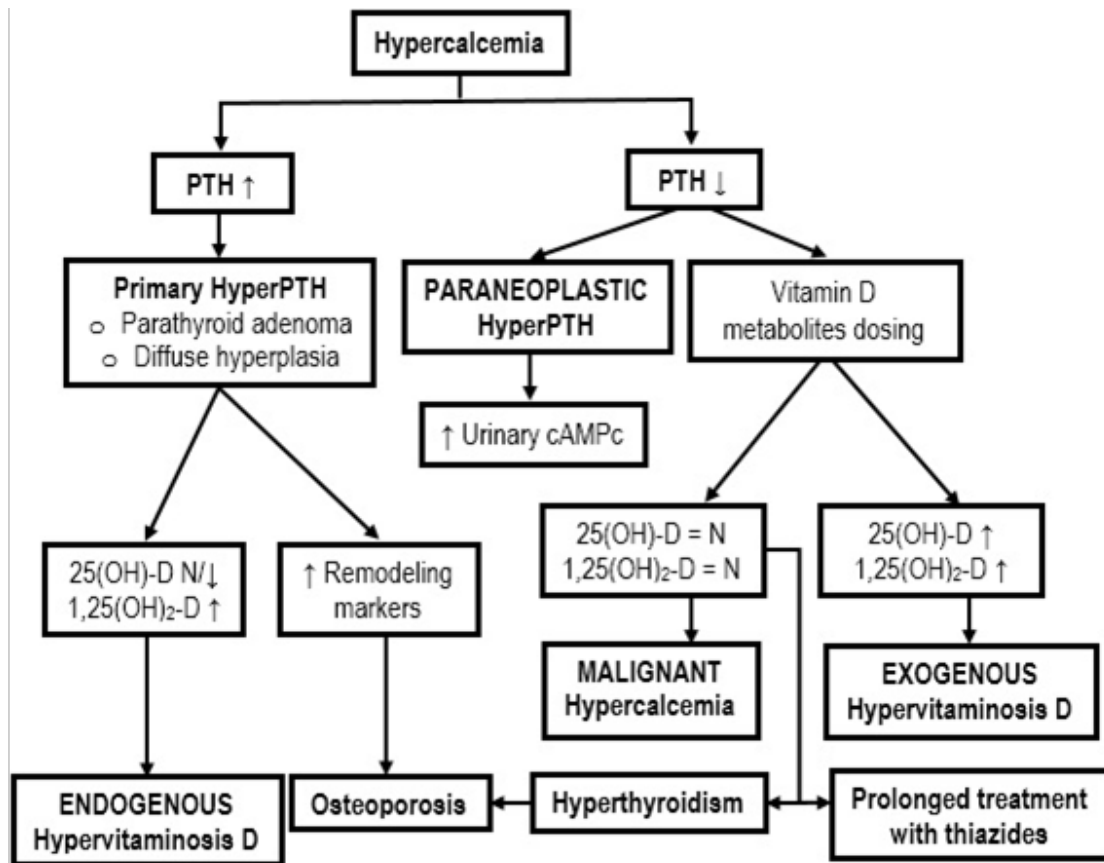 Hypercalcemia
PTH ↑
PTH ↓
Primary HyperPTH
o Parathyroid adenoma
o Diffuse hyperplasia
PARANEOPLASTIC
HyperPTH
Vitamin D
metabolites dosing
↑ Urinary cAMPc
25(OH)-D N/↓
1,25(OH)₂-D ↑
↑ Remodeling
markers
25(OH)-D = N
1,25(OH)₂-D = N
25(OH)-D ↑
1,25(OH)₂-D ↑
MALIGNANT
Hypercalcemia
EXOGENOUS
Hypervitaminosis D
ENDOGENOUS
Hypervitaminosis D
Osteoporosis
Hyperthyroidism
Prolonged treatment
with thiazides